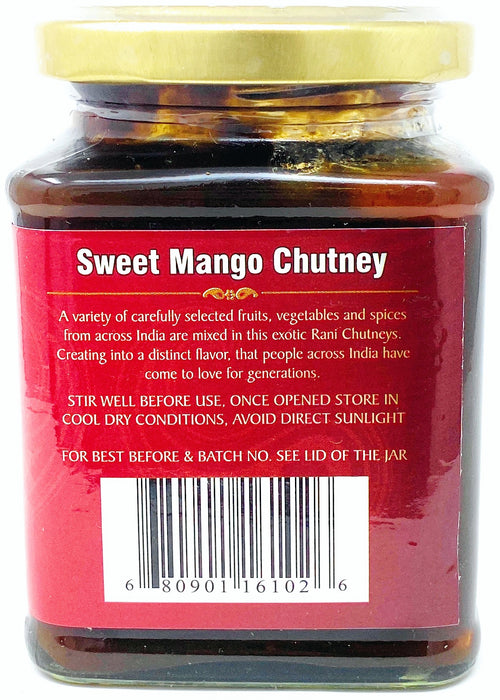 Sweet Mango Chutney
A variety of carefully selected fruits, vegetables and spices
from across India are mixed in this exotic Rani Chutneys.
Creating into a distinct flavor, that people across India have
come to love for generations.
STIR WELL BEFORE USE, ONCE OPENED STORE IN
COOL DRY CONDITIONS, AVOID DIRECT SUNLIGHT
FOR BEST BEFORE & BATCH NO. SEE LID OF THE JAR
6 80901 16102 6